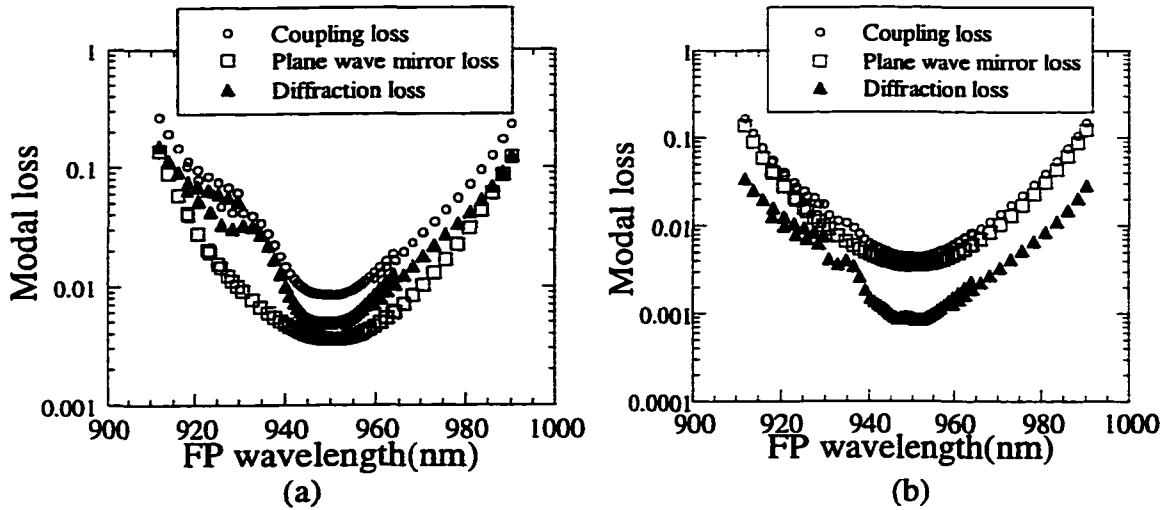 Coupling loss
Plane wave mirror loss
Diffraction loss
1
0.1
0.01
0.001
Modal loss
900 920 940 960 980 1000
FP wavelength(nm)
(a)
Coupling loss
Plane wave mirror loss
Diffraction loss
1
0.1
0.01
0.001
0.0001
Modal loss
900 920 940 960 980 1000
FP wavelength(nm)
(b)